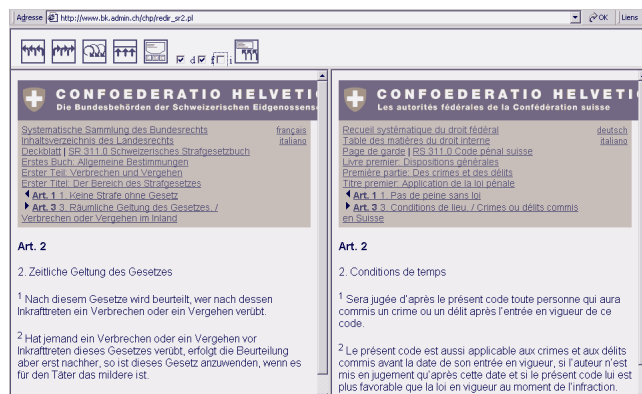 Adresse http://www.bk.admin.ch/chp/redir_sr2.pl OK Liens
d f i
CONFOEDERATIO HELVETI
Die Bundesbehörden der Schweizerischen Eidgenossens
Systematische Sammlung des Bundesrechts français
Inhaltsverzeichnis des Landesrechts italiano
Deckblatt | SR 311.0 Schweizerisches Strafgesetzbuch
Erstes Buch: Allgemeine Bestimmungen
Erster Teil: Verbrechen und Vergehen
Erster Titel: Der Bereich des Strafgesetzes
Art. 1 1. Keine Strafe ohne Gesetz
Art. 3 3. Räumliche Geltung des Gesetzes. /
Verbrechen oder Vergehen im Inland
Art. 2
2. Zeitliche Geltung des Gesetzes
1 Nach diesem Gesetze wird beurteilt, wer nach dessen
Inkrafttreten ein Verbrechen oder ein Vergehen verübt.
2 Hat jemand ein Verbrechen oder ein Vergehen vor
Inkrafttreten dieses Gesetzes verübt, erfolgt die Beurteilung
aber erst nachher, so ist dieses Gesetz anzuwenden, wenn es
für den Täter das mildere ist.
CONFOEDERATIO HELVETI
Les autorités fédérales de la Confédération suisse
Recueil systématique du droit fédéral deutsch
Table des matières du droit interne italiano
Page de garde | RS 311.0 Code pénal suisse
Livre premier: Dispositions générales
Première partie: Des crimes et des délits
Titre premier: Application de la loi pénale
Art. 1 1. Pas de peine sans loi
Art. 3 3. Conditions de lieu. / Crimes ou délits commis
en Suisse
Art. 2
2. Conditions de temps
1 Sera jugée d'après le présent code toute personne qui aura
commis un crime ou un délit après l'entrée en vigueur de ce
code.
2 Le présent code est aussi applicable aux crimes et aux délits
commis avant la date de son entrée en vigueur, si l'auteur n'est
mis en jugement qu'après cette date et si le présent code lui est
plus favorable que la loi en vigueur au moment de l'infraction.